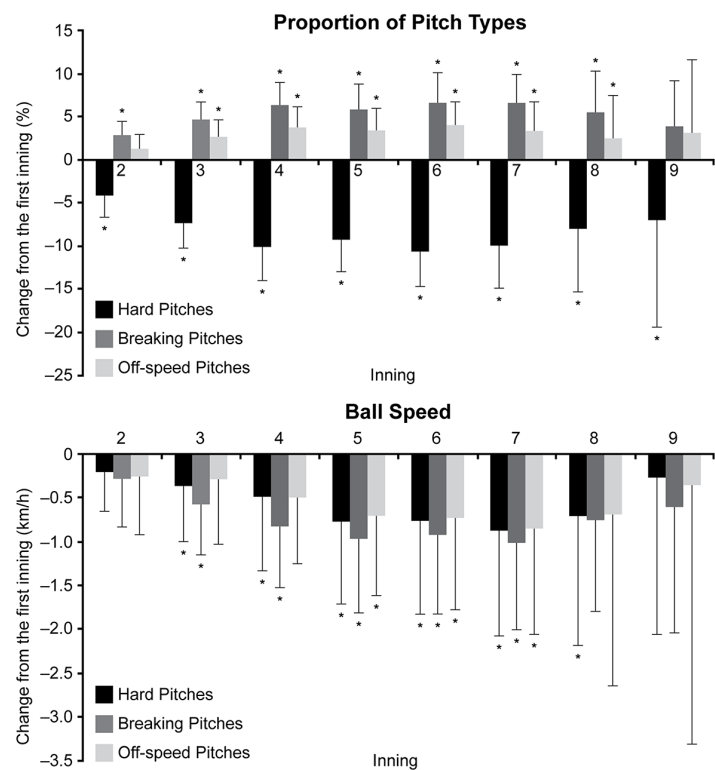 Proportion of Pitch Types
Change from the first inning (%)
15
10
5
0
–5
–10
–15
–20
–25
* * * * * * * * * * * * *
2 3 4 5 6 7 8 9
* * * * * * * *
Hard Pitches
Breaking Pitches
Off-speed Pitches
Inning
Ball Speed
2 3 4 5 6 7 8 9
Change from the first inning (km/h)
0
–0.5
–1.0
–1.5
–2.0
–2.5
–3.0
–3.5
* * * * * * * * * * * * * *
Hard Pitches
Breaking Pitches
Off-speed Pitches
Inning